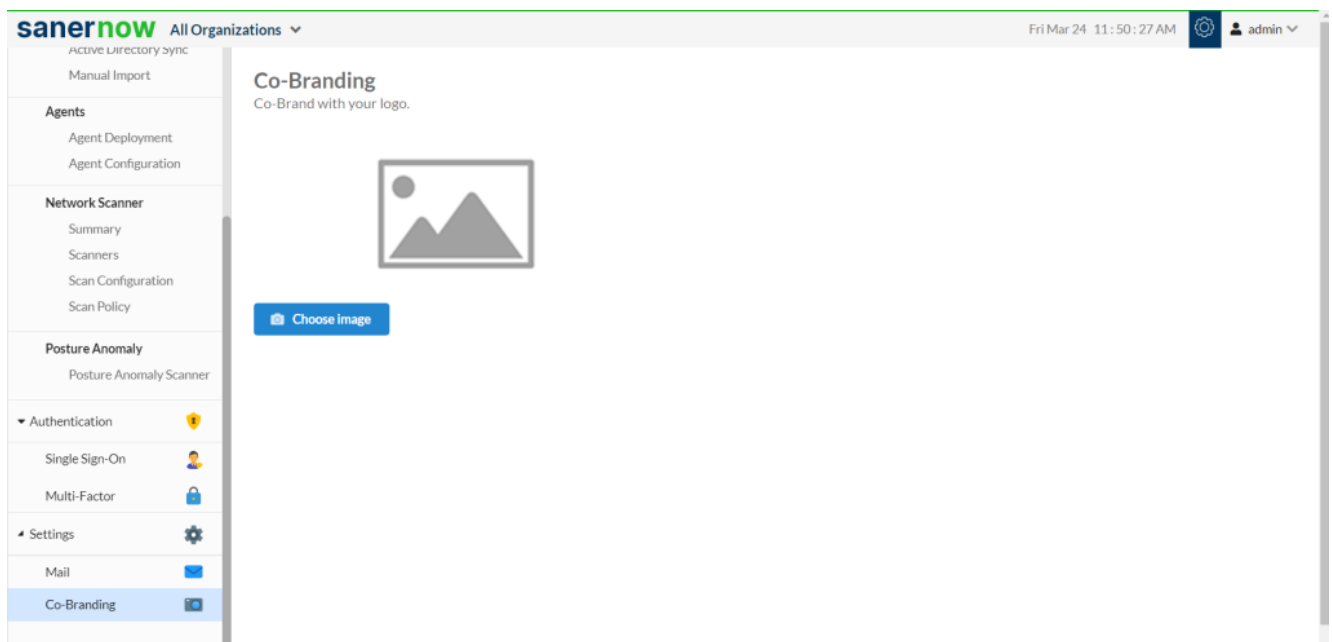 sanernow All Organizations
Fri Mar 24 11:50:27 AM
admin
Active Directory Sync
Manual Import
Agents
Agent Deployment
Agent Configuration
Network Scanner
Summary
Scanners
Scan Configuration
Scan Policy
Posture Anomaly
Posture Anomaly Scanner
Authentication
Single Sign-On
Multi-Factor
Settings
Mail
Co-Branding
Co-Branding
Co-Brand with your logo.
Choose image